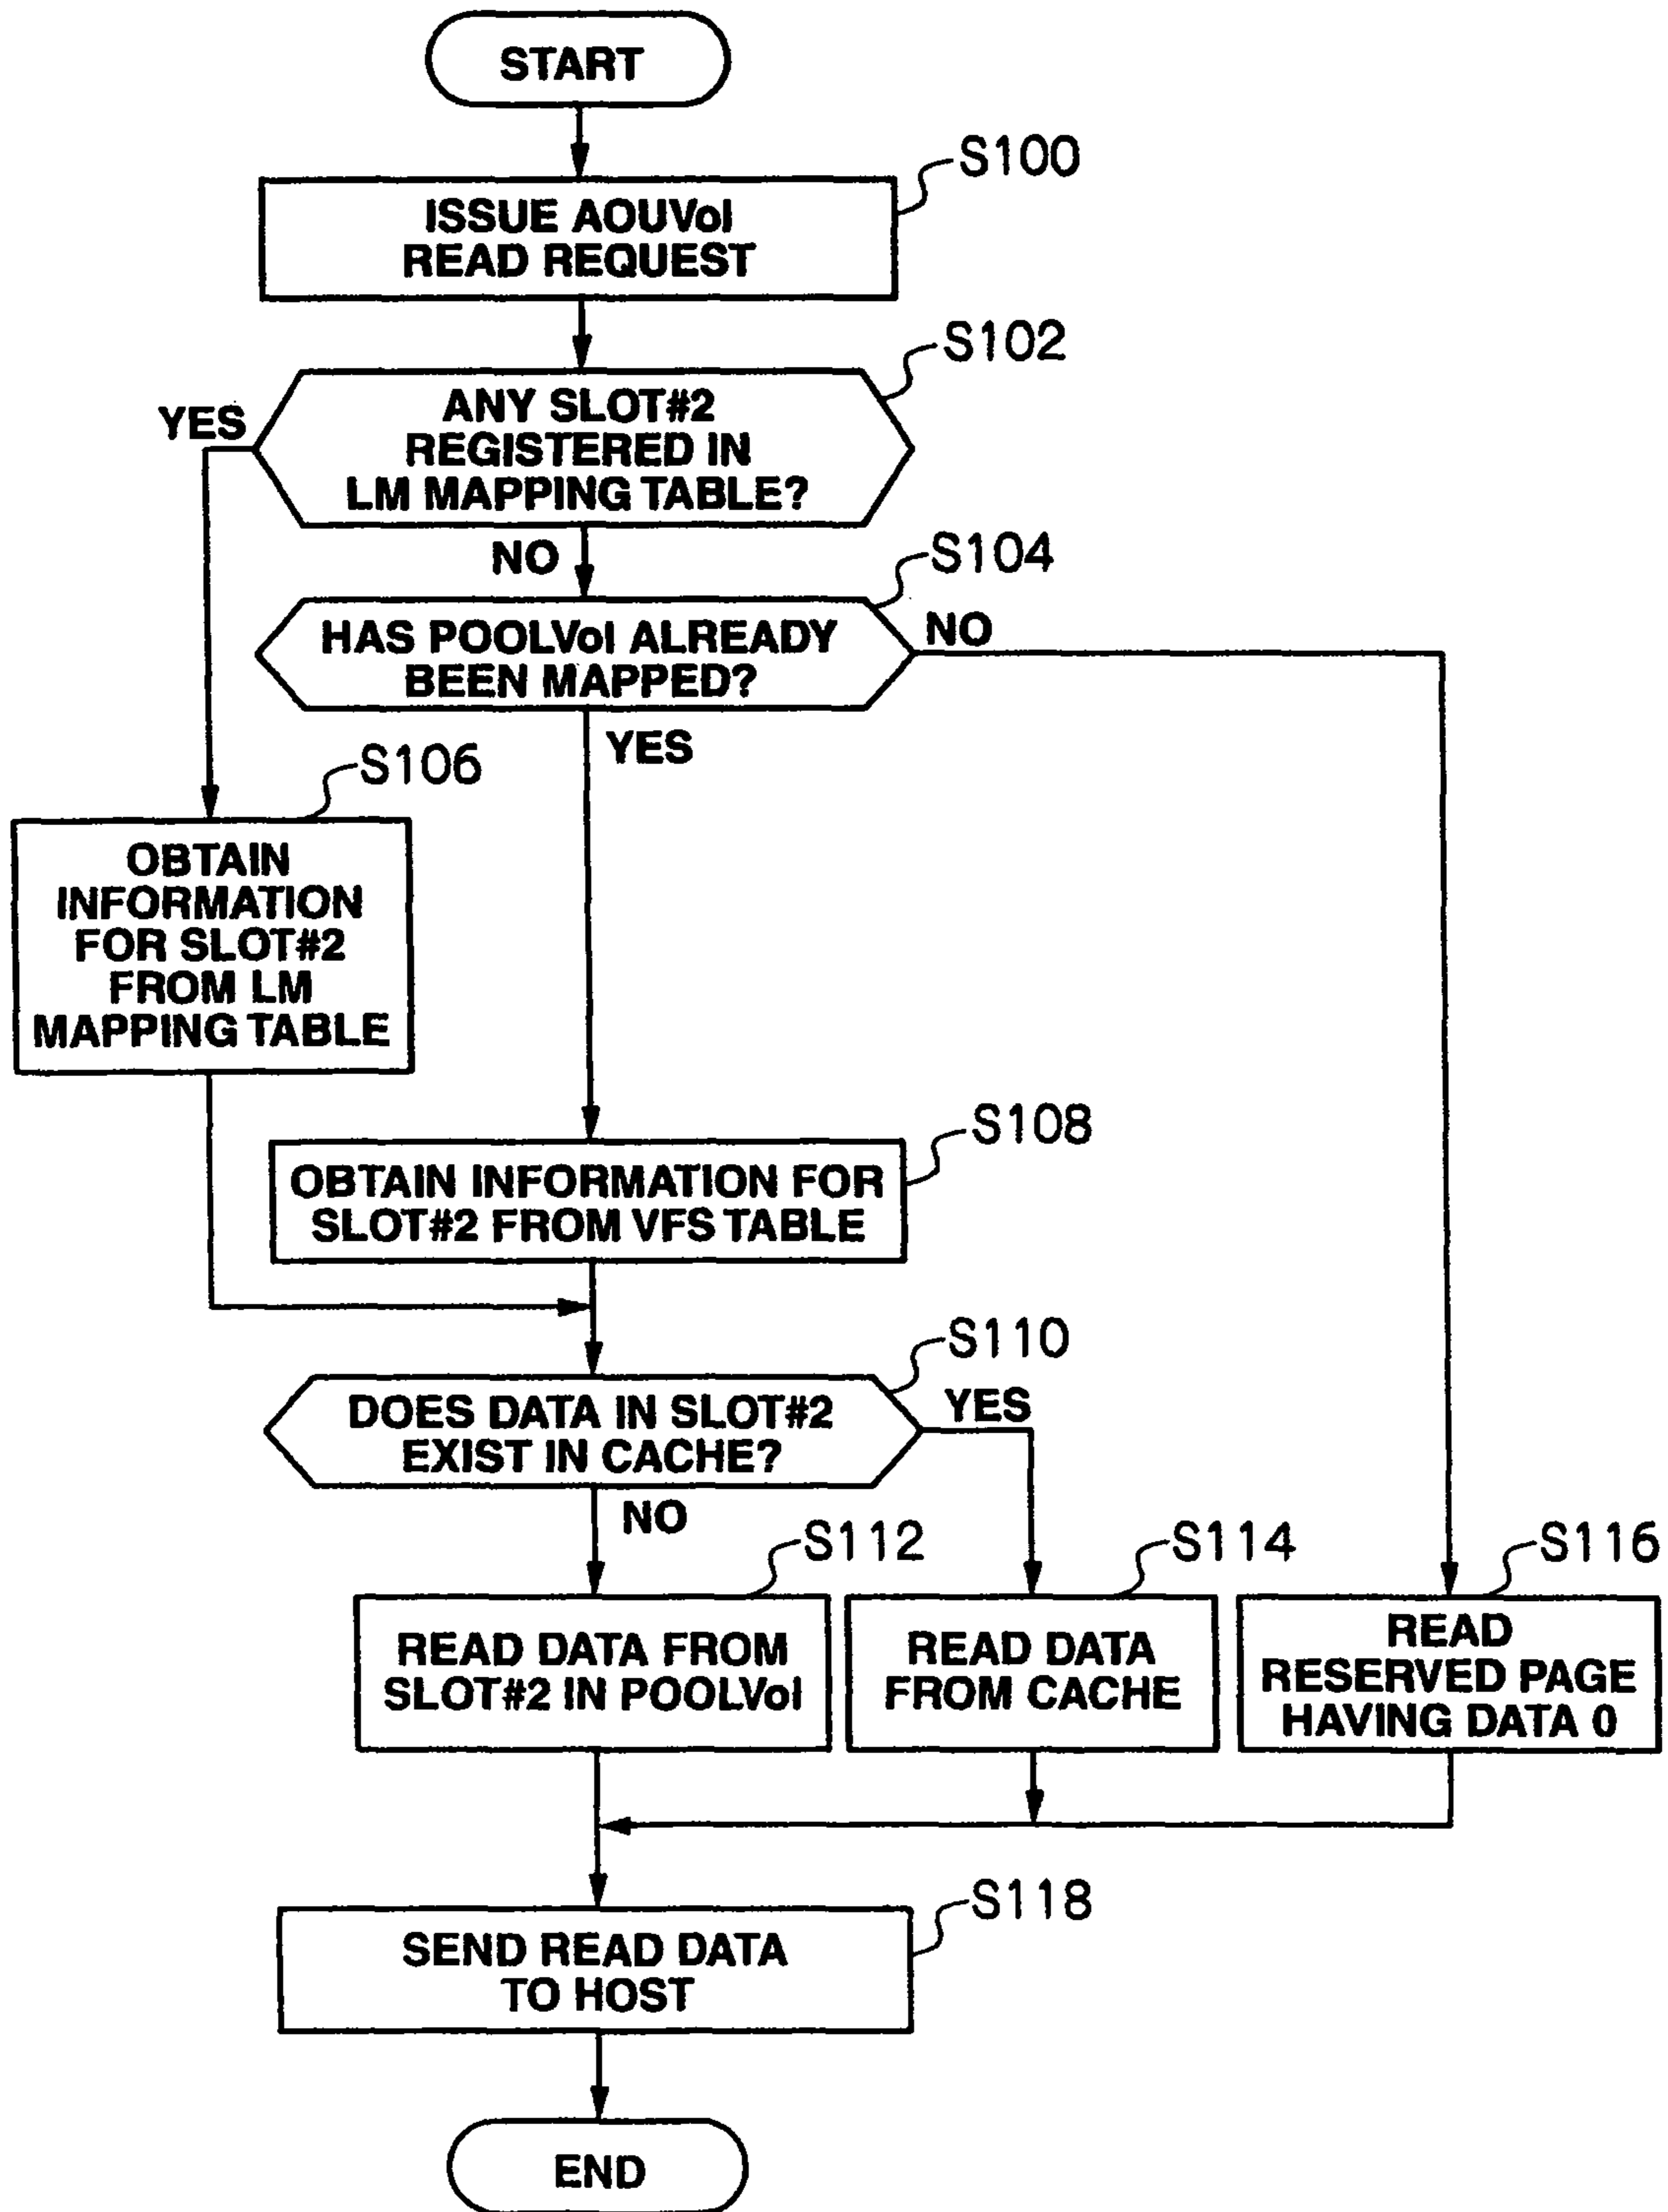 START
S100
ISSUE AOUVol
READ REQUEST
S102
YES
ANY SLOT#2
REGISTERED IN
LM MAPPING TABLE?
NO
S104
HAS POOLVol ALREADY
BEEN MAPPED?
NO
YES
S106
OBTAIN
INFORMATION
FOR SLOT#2
FROM LM
MAPPING TABLE
S108
OBTAIN INFORMATION FOR
SLOT#2 FROM VFS TABLE
S110
DOES DATA IN SLOT#2
EXIST IN CACHE?
YES
NO
S112
READ DATA FROM
SLOT#2 IN POOLVol
S114
READ DATA
FROM CACHE
S116
READ
RESERVED PAGE
HAVING DATA 0
S118
SEND READ DATA
TO HOST
END